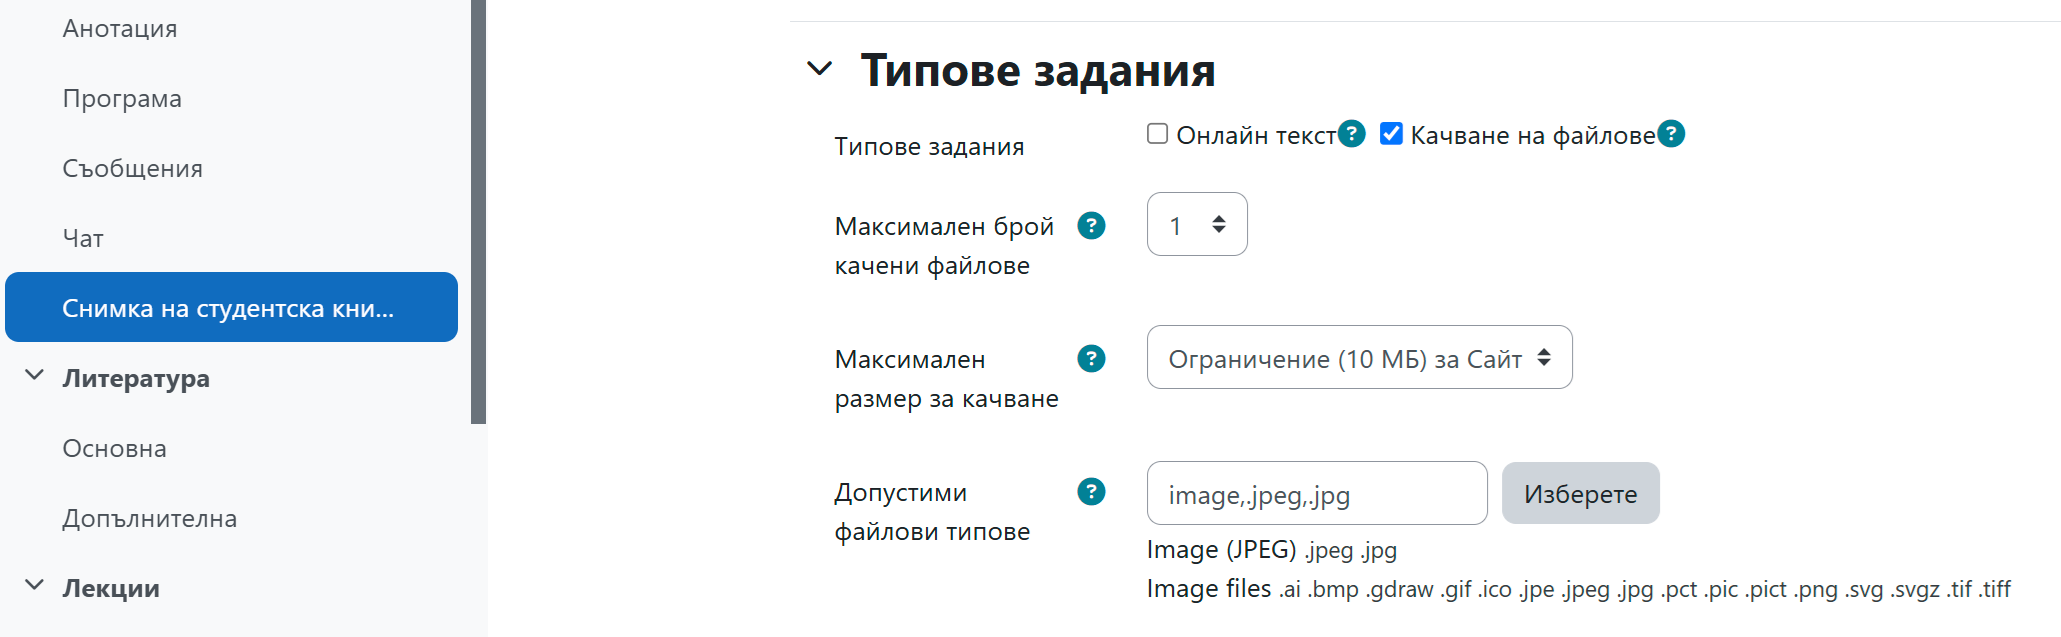 Анотация
Програма
Съобщения
Чат
Снимка на студентска кни...
Литература
Основна
Допълнителна
Лекции
Типове задания
Типове задания
Онлайн текст ? Качване на файлове ?
Максимален брой ?
качени файлове
1
Максимален ?
размер за качване
Ограничение (10 МБ) за Сайт
Допустими ?
файлови типове
image,.jpeg,.jpg
Изберете
Image (JPEG) .jpeg .jpg
Image files .ai .bmp .gdraw .gif .ico .jpe .jpeg .jpg .pct .pic .pict .png .svg .svgz .tif .tiff